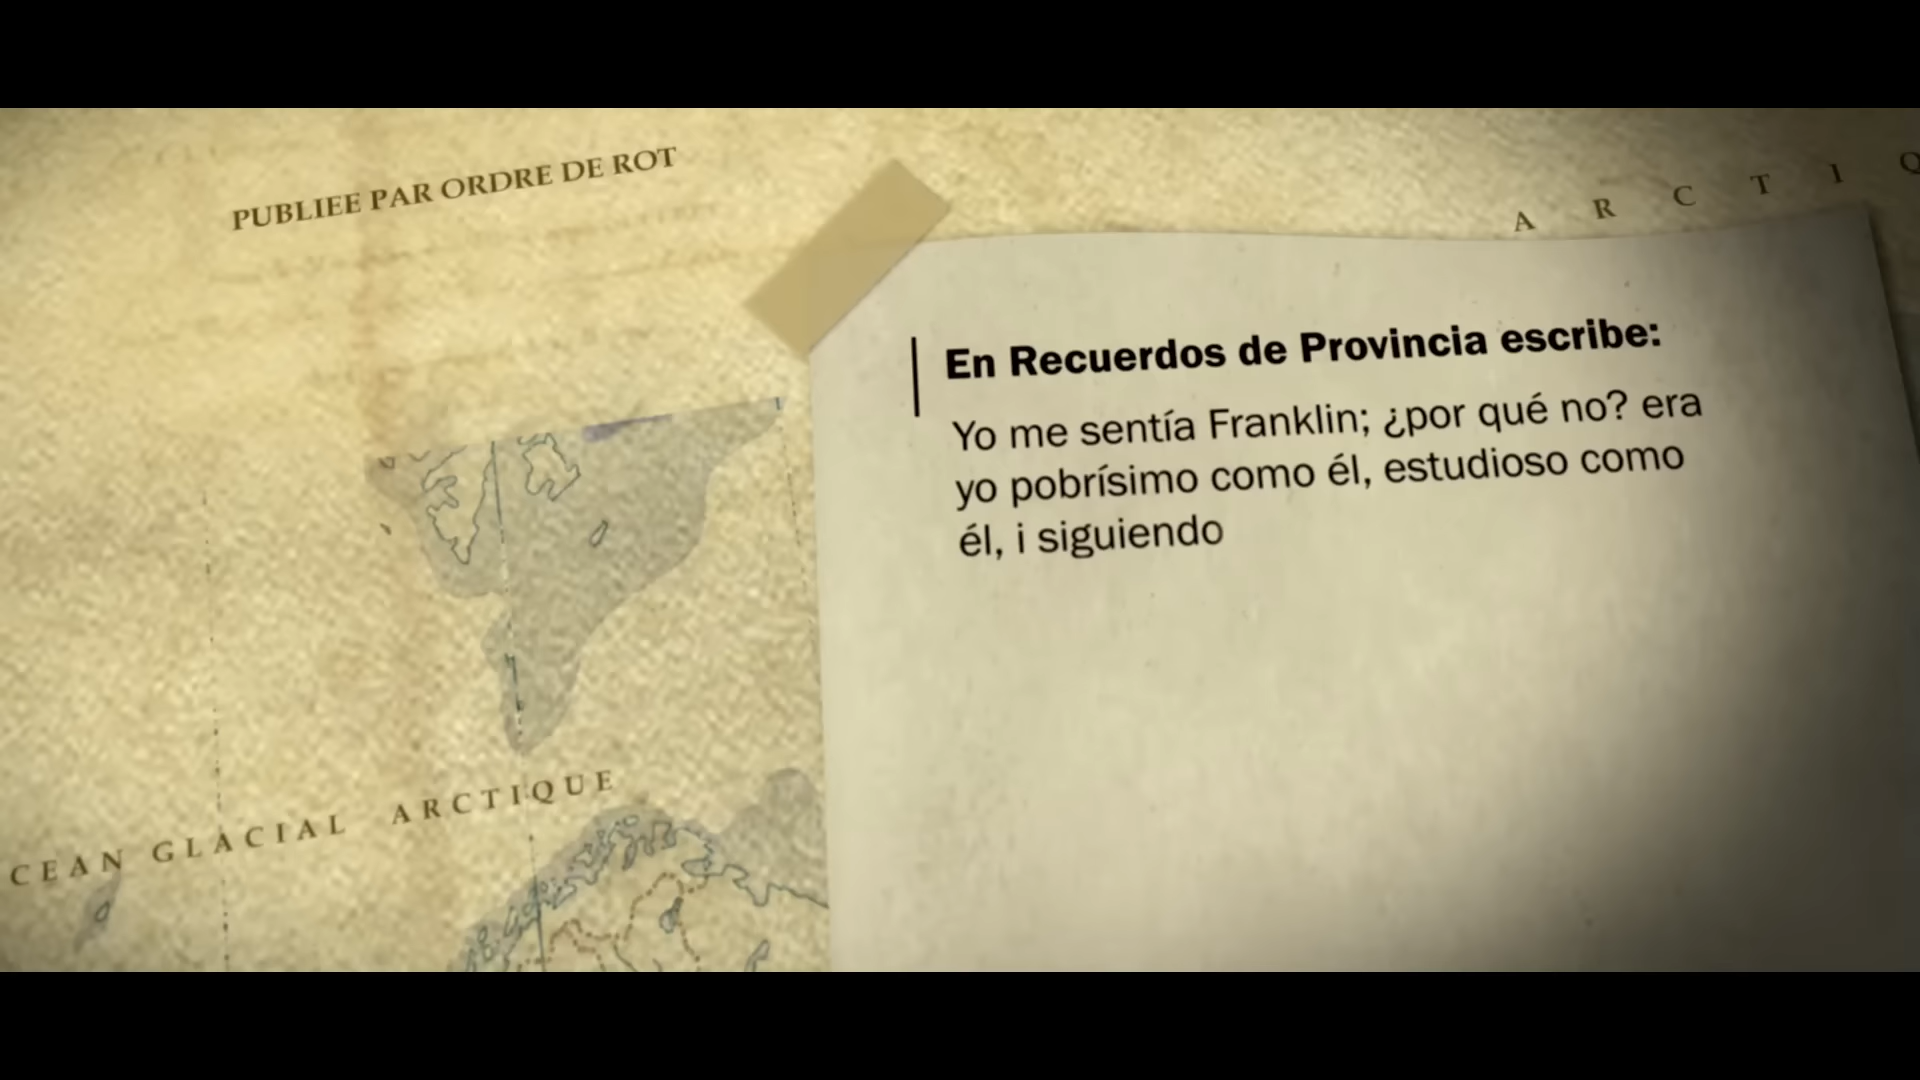 PUBLIEE PAR ORDRE DE ROT
A R C T I Q
En Recuerdos de Provincia escribe:
Yo me sentía Franklin; ¿por qué no? era
yo pobrísimo como él, estudioso como
él, i siguiendo
CEAN GLACIAL ARCTIQUE